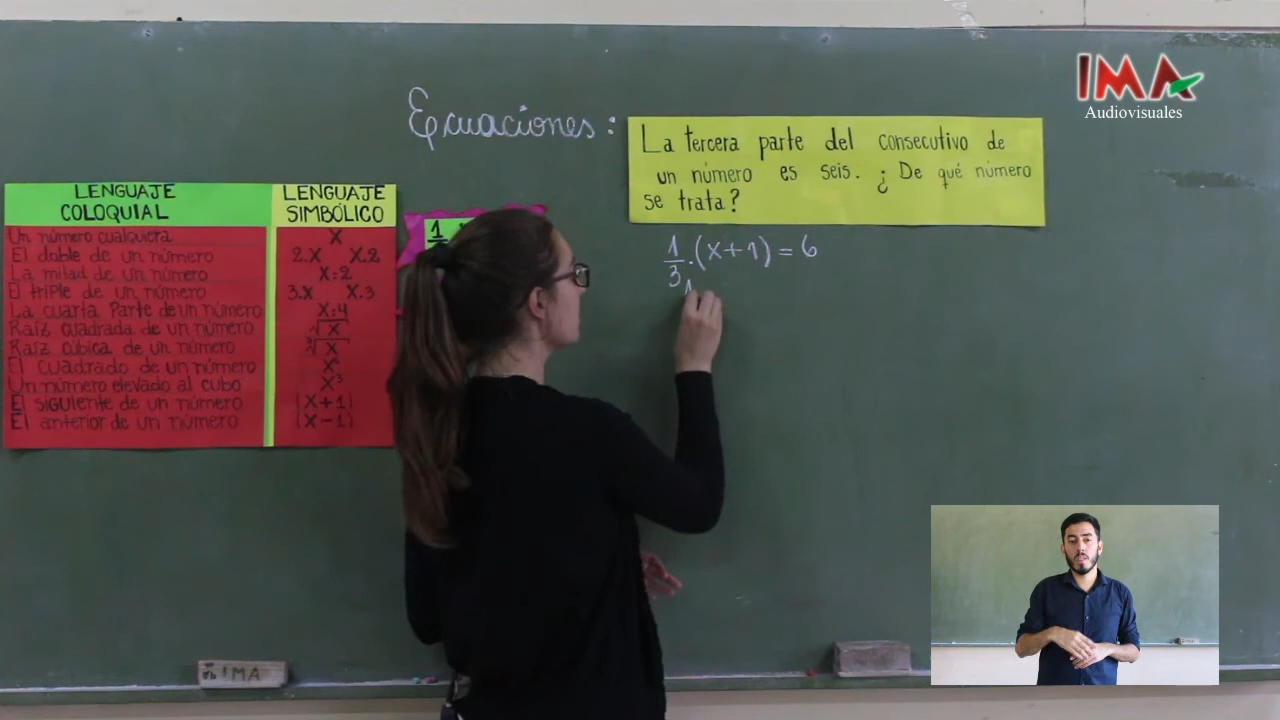 IMA
Audiovisuales
Ecuaciones:
La tercera parte del consecutivo de
un número es seis. ¿De qué número
se trata?
1/3.(x+1)=6
LENGUAJE COLOQUIAL
LENGUAJE SIMBÓLICO
Un número cualquiera X
El doble de un número 2.X X.2
La mitad de un número X:2
El triple de un número 3.X X.3
La cuarta parte de un número X:4
Raíz cuadrada de un número √X
Raíz cúbica de un número ³√X
El cuadrado de un número X²
Un número elevado al cubo X³
El siguiente de un número (X+1)
El anterior de un número (X-1)
IMA